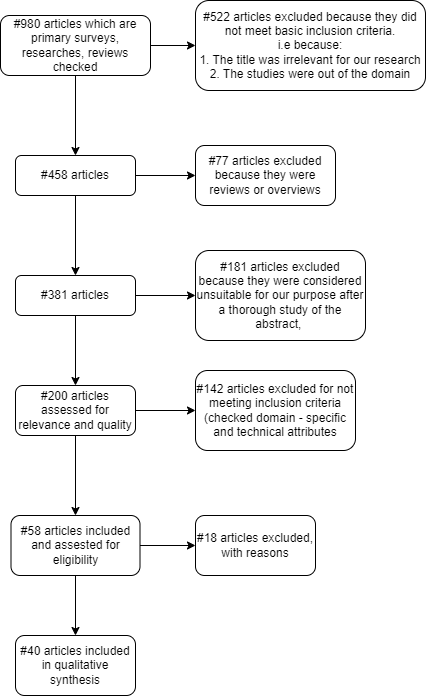 #980 articles which are
primary surveys,
researches, reviews
checked
#522 articles excluded because they did
not meet basic inclusion criteria.
i.e because:
1. The title was irrelevant for our research
2. The studies were out of the domain
#458 articles
#77 articles excluded
because they were
reviews or overviews
#381 articles
#181 articles excluded
because they were considered
unsuitable for our purpose after
a thorough study of the
abstract,
#200 articles
assessed for
relevance and quality
#142 articles excluded for not
meeting inclusion criteria
(checked domain - specific
and technical attributes
#58 articles included
and assested for
eligibility
#18 articles excluded,
with reasons
#40 articles included
in qualitative
synthesis